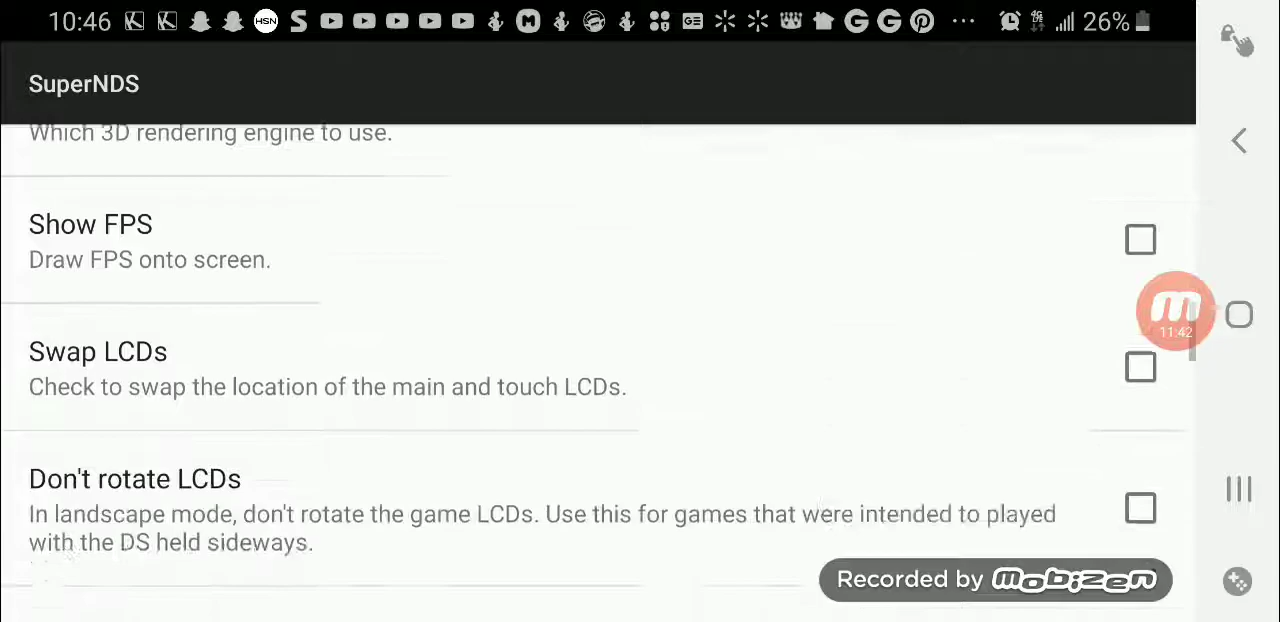 10:46 HSN S GE G G 4G 26%
SuperNDS
Which 3D rendering engine to use.
Show FPS
Draw FPS onto screen.
11:42
Swap LCDs
Check to swap the location of the main and touch LCDs.
Don't rotate LCDs
In landscape mode, don't rotate the game LCDs. Use this for games that were intended to played
with the DS held sideways.
Recorded by mobizen